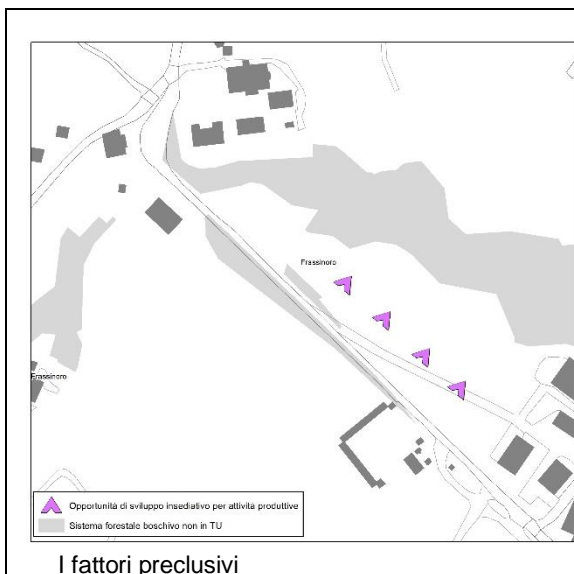 Frassinoro
Frassinoro
Opportunità di sviluppo insediativo per attività produttive
Sistema forestale boschivo non in TU
I fattori preclusivi